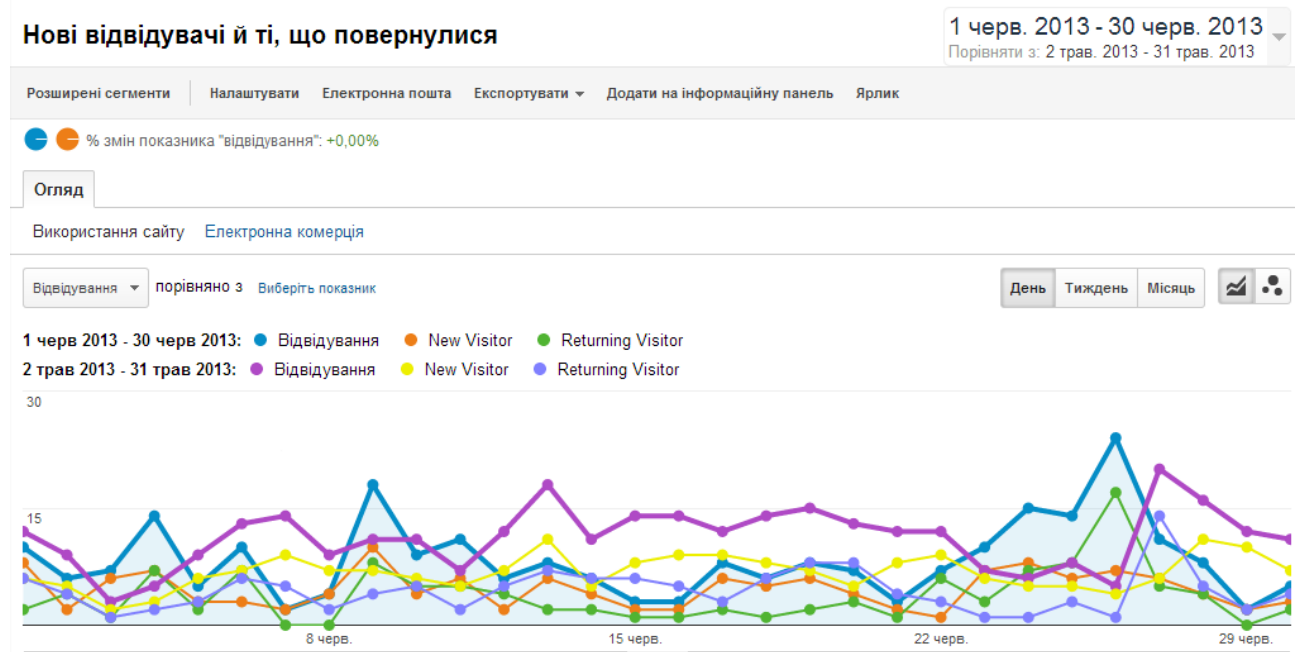 Нові відвідувачі й ті, що повернулися
1 черв. 2013 - 30 черв. 2013
Порівняти з: 2 трав. 2013 - 31 трав. 2013
Розширені сегменти Налаштувати Електронна пошта Експортувати Додати на інформаційну панель Ярлик
% змін показника "відвідування": +0,00%
Огляд
Використання сайту Електронна комерція
Відвідування порівняно з Виберіть показник День Тиждень Місяць
1 черв 2013 - 30 черв 2013: Відвідування New Visitor Returning Visitor
2 трав 2013 - 31 трав 2013: Відвідування New Visitor Returning Visitor
30
15
8 черв. 15 черв. 22 черв. 29 черв.